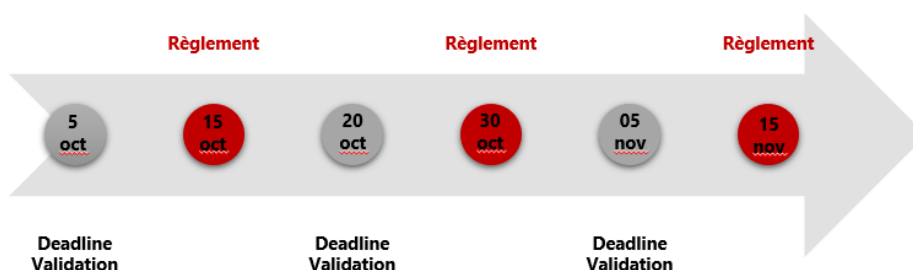 Règlement
Règlement
Règlement
5
oct
15
oct
20
oct
30
oct
05
nov
15
nov
Deadline
Validation
Deadline
Validation
Deadline
Validation